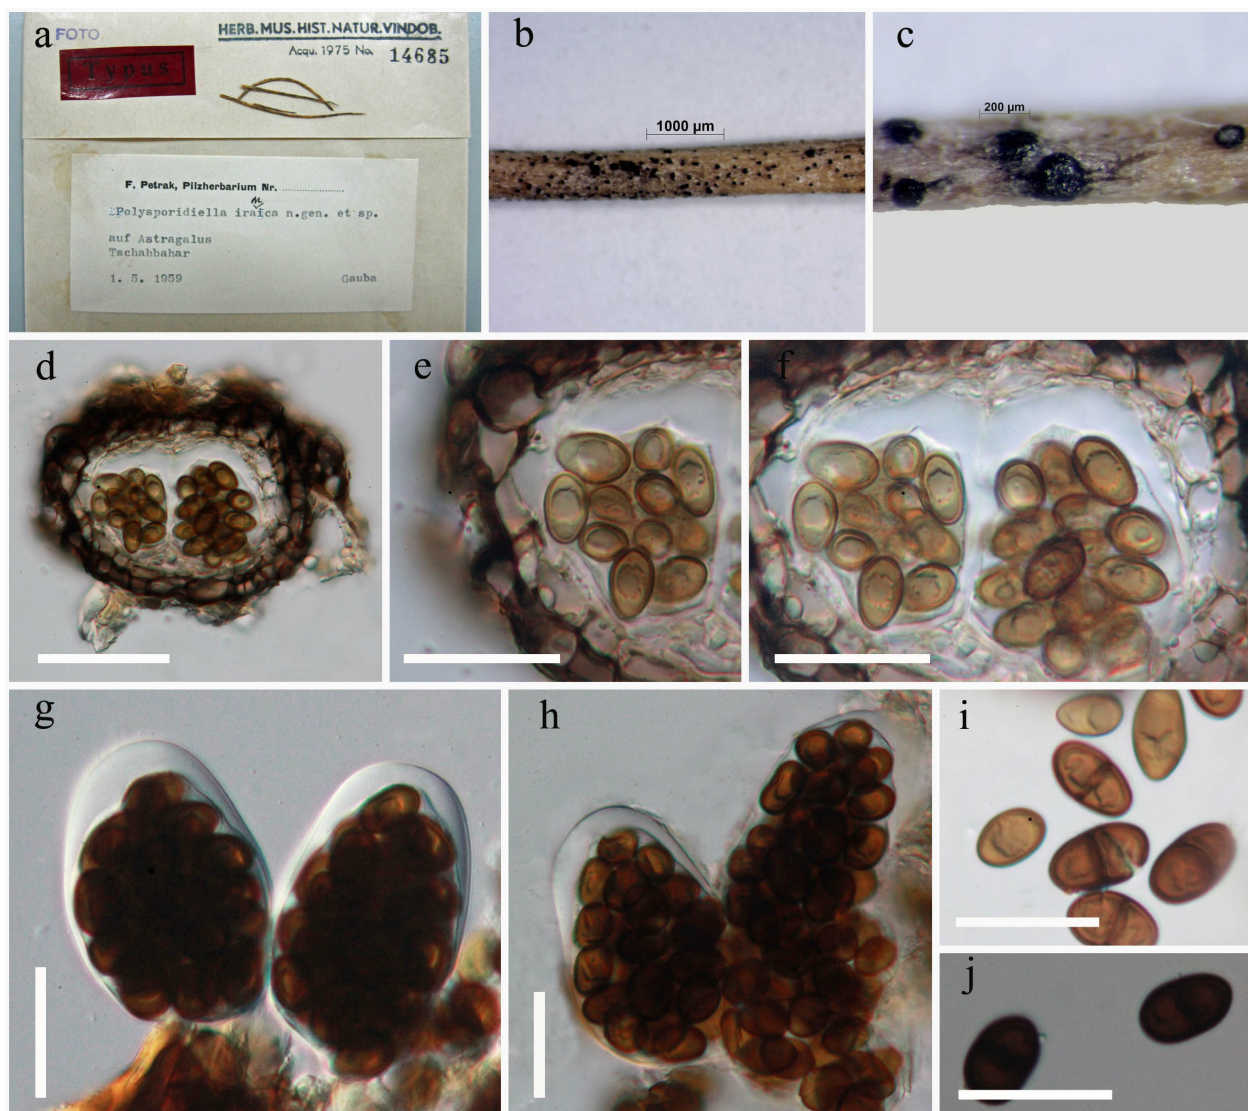 a
FOTO
HERB. MUS. HIST. NATUR. VINDOB.
Acqu. 1975 No. 14685
Typus
F. Petrak, Pilzherbarium Nr. ....................
n
Polysporidiella iraica n.gen. et sp.
auf Astragalus
Tschahbahar
1. 5. 1959 Gauba
b
1000 µm
c
200 µm
d
e
f
g
h
i
j